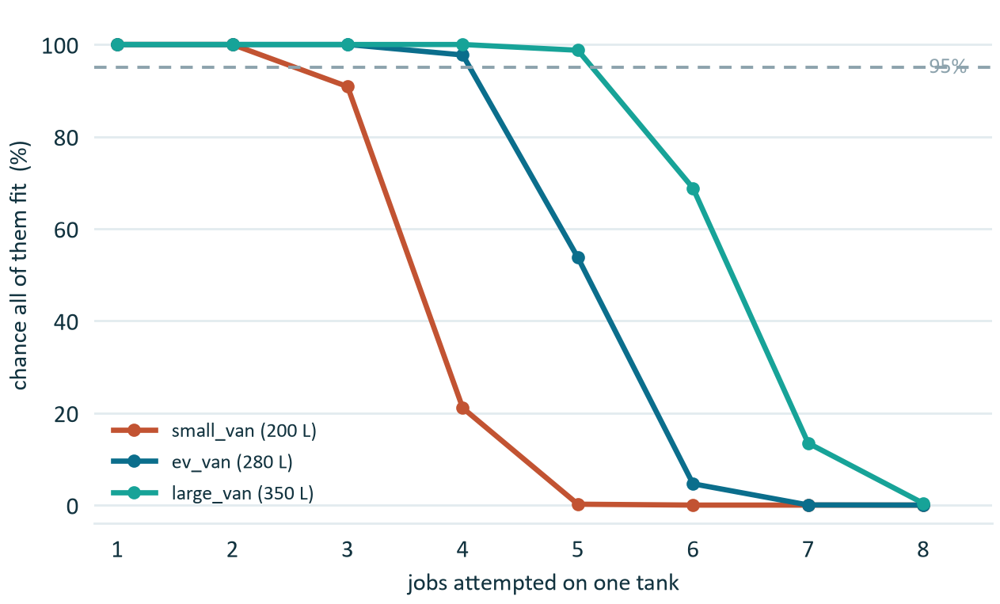 100
95%
80
60
40
20
0
chance all of them fit (%)
small_van (200 L)
ev_van (280 L)
large_van (350 L)
1 2 3 4 5 6 7 8
jobs attempted on one tank